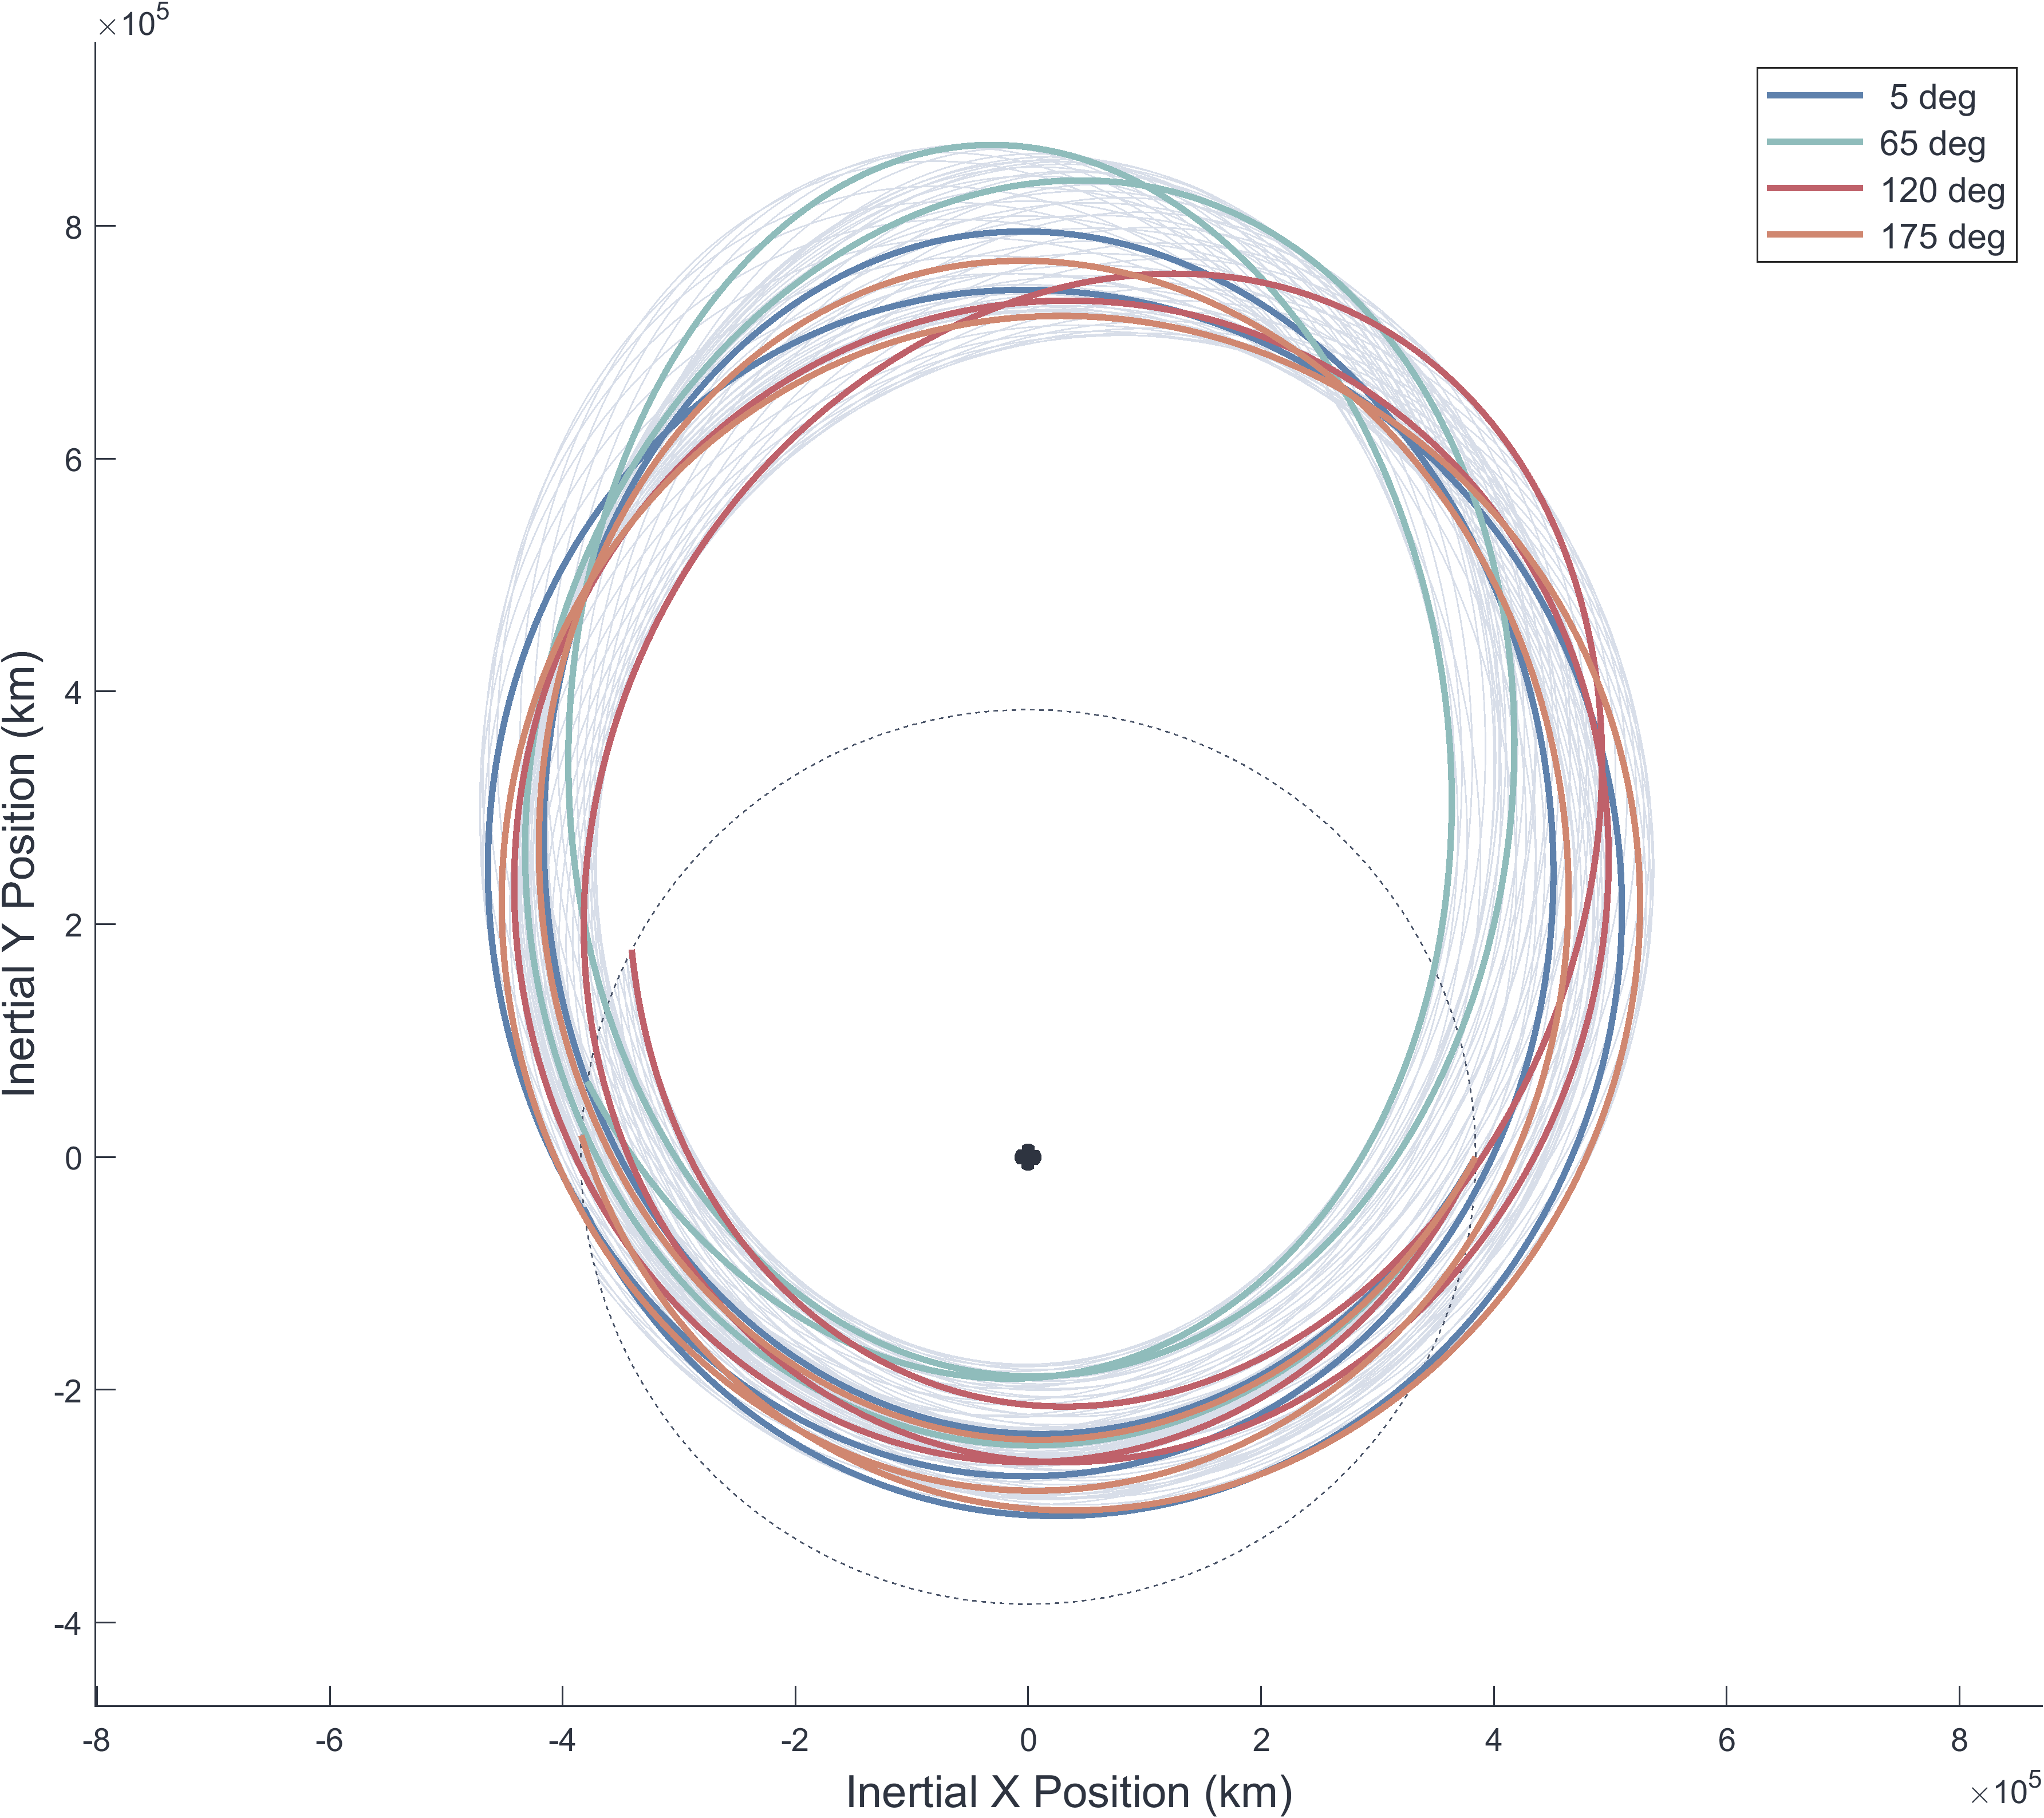 ×10⁵
5 deg
65 deg
120 deg
175 deg
8
6
4
2
0
-2
-4
Inertial Y Position (km)
-8 -6 -4 -2 0 2 4 6 8
Inertial X Position (km)
×10⁵